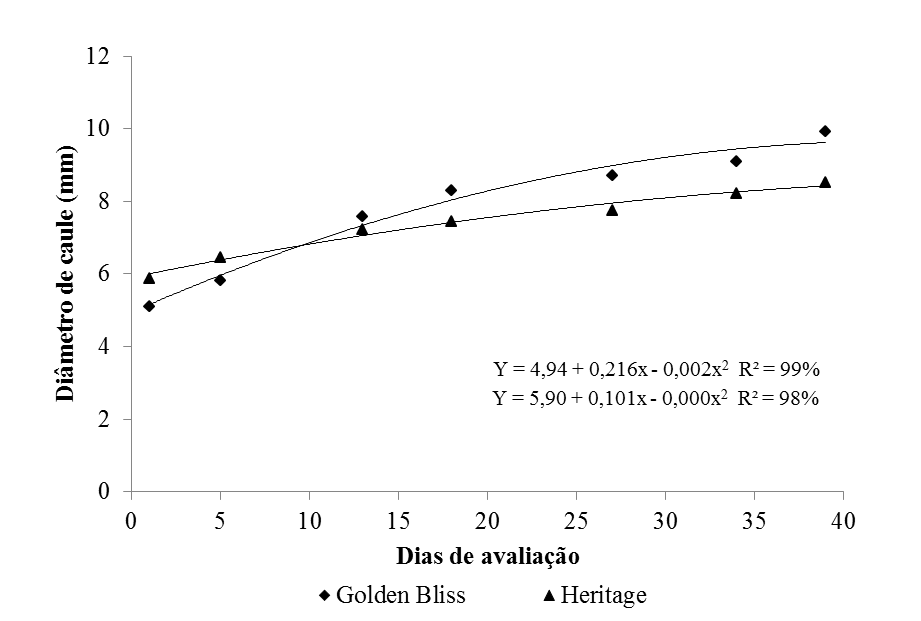 12
10
8
6
4
2
0
Diâmetro de caule (mm)
Y = 4,94 + 0,216x - 0,002x² R² = 99%
Y = 5,90 + 0,101x - 0,000x² R² = 98%
0 5 10 15 20 25 30 35 40
Dias de avaliação
Golden Bliss Heritage